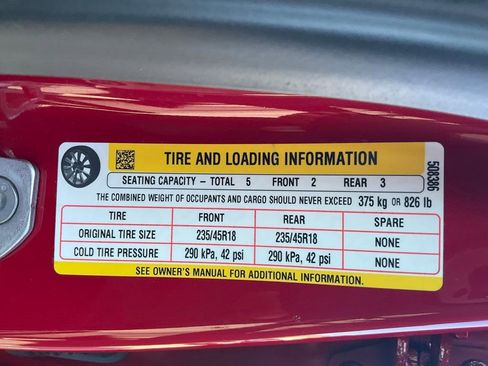 TIRE AND LOADING INFORMATION
SEATING CAPACITY – TOTAL 5 FRONT 2 REAR 3
THE COMBINED WEIGHT OF OCCUPANTS AND CARGO SHOULD NEVER EXCEED 375 kg OR 826 lb
TIRE FRONT REAR SPARE
ORIGINAL TIRE SIZE 235/45R18 235/45R18 NONE
COLD TIRE PRESSURE 290 kPa, 42 psi 290 kPa, 42 psi NONE
SEE OWNER'S MANUAL FOR ADDITIONAL INFORMATION.